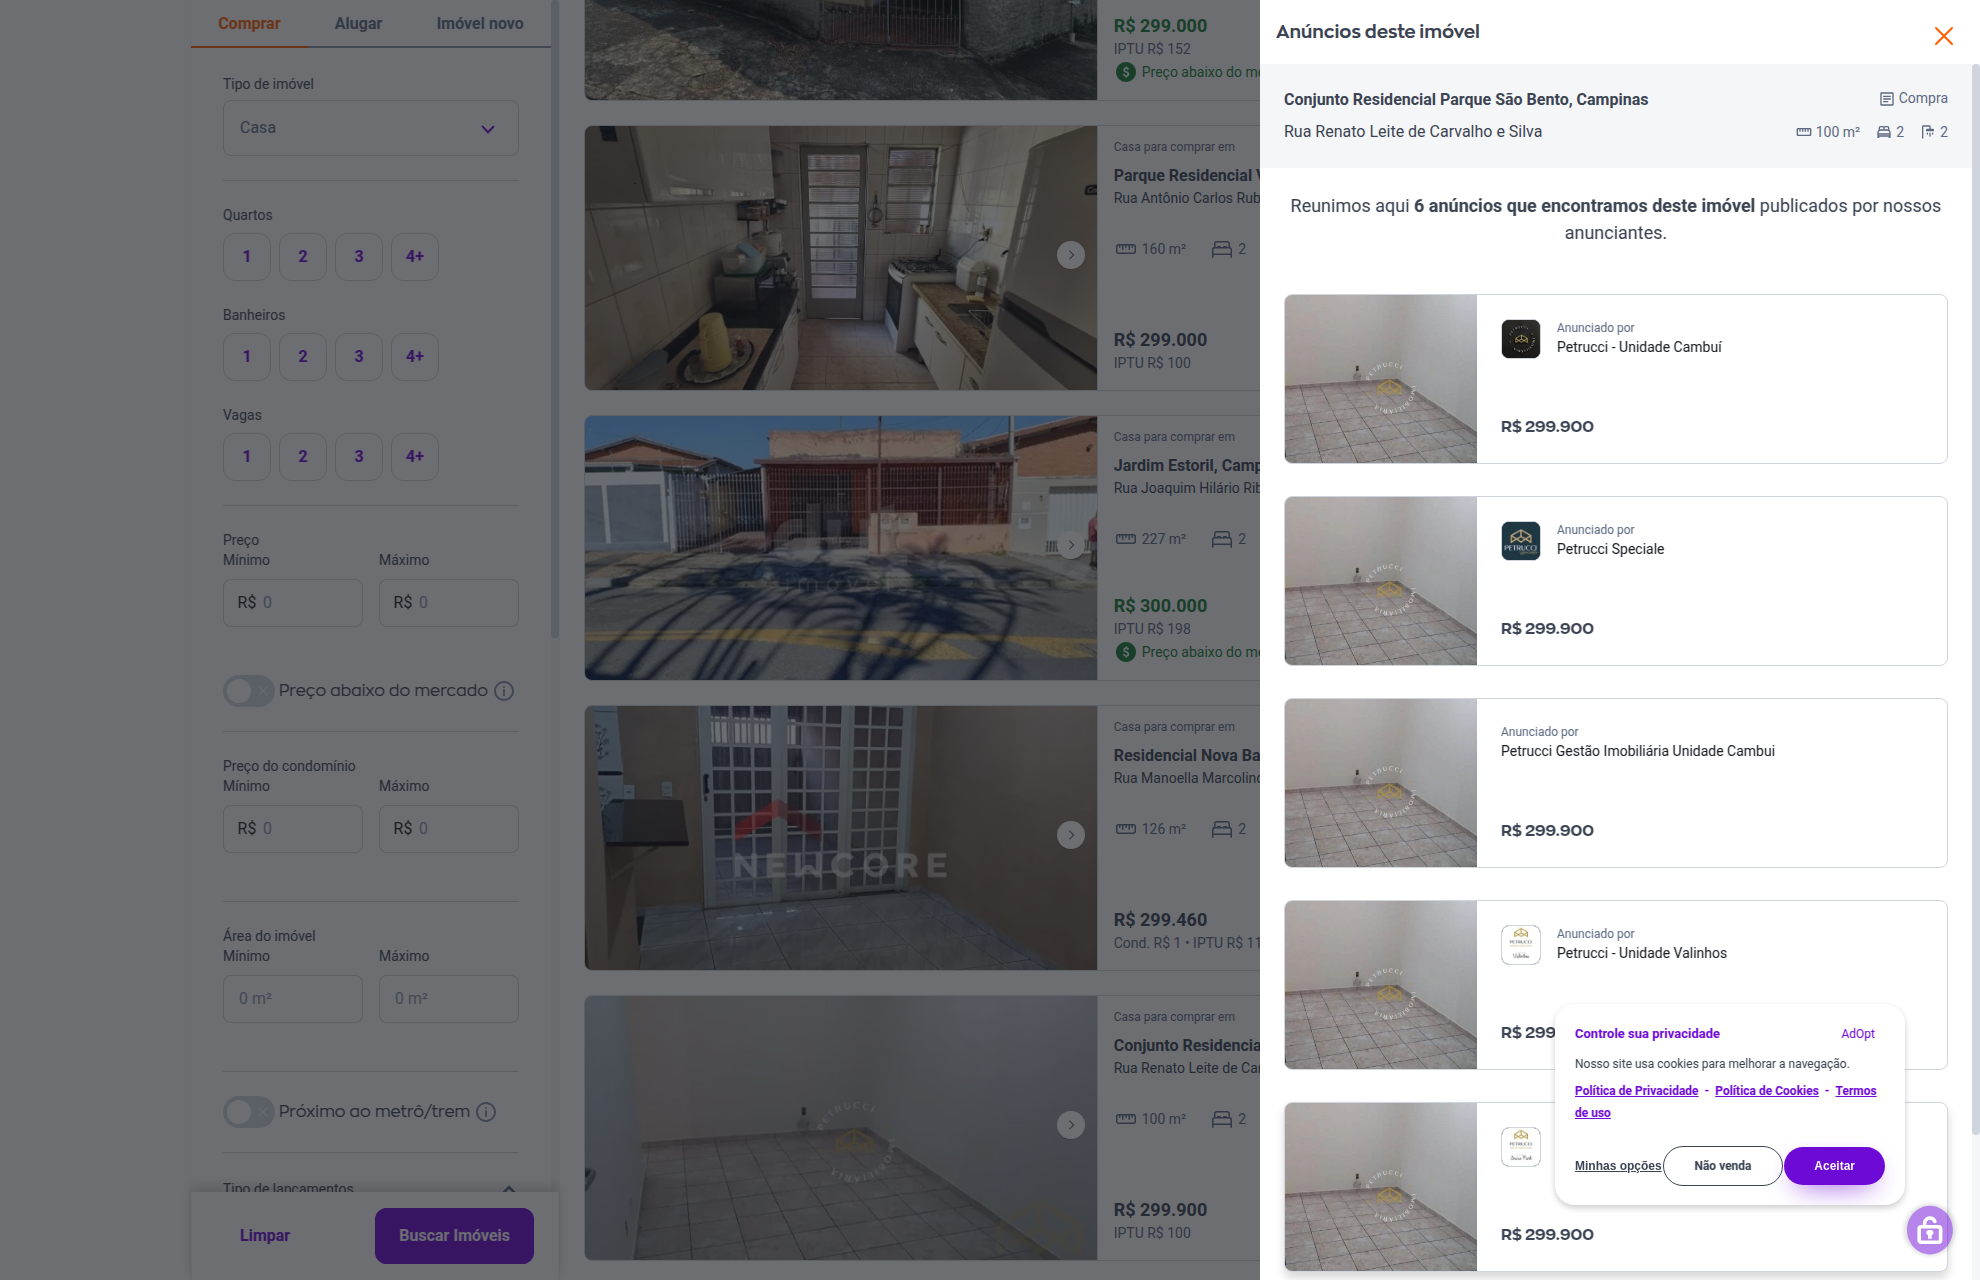 Comprar Alugar Imóvel novo
Tipo de imóvel
Casa
Quartos
1 2 3 4+
Banheiros
1 2 3 4+
Vagas
1 2 3 4+
Preço
Mínimo Máximo
R$ 0 R$ 0
Preço abaixo do mercado
Preço do condomínio
Mínimo Máximo
R$ 0 R$ 0
Área do imóvel
Mínimo Máximo
0 m² 0 m²
Próximo ao metrô/trem
Tipo de lançamentos
Limpar Buscar Imóveis
R$ 299.000
IPTU R$ 152
Preço abaixo do
Casa para comprar em
Parque Residencial
Rua Antônio Carlos
160 m² 2
R$ 299.000
IPTU R$ 100
Casa para comprar em
Jardim Estoril,
Rua Joaquim Hilário
227 m² 2
R$ 300.000
IPTU R$ 198
Preço abaixo do
NEWCORE
Casa para comprar em
Residencial Nova
Rua Manoella
126 m² 2
R$ 299.460
Cond. R$ 1 • IPTU R$ 11
PETRUCCI
IMOBILIÁRIA
Casa para comprar em
Conjunto
Rua Renato Leite de
100 m² 2
R$ 299.900
IPTU R$ 100
Anúncios deste imóvel
Conjunto Residencial Parque São Bento, Campinas Compra
Rua Renato Leite de Carvalho e Silva 100 m² 2 2
Reunimos aqui 6 anúncios que encontramos deste imóvel publicados por nossos
anunciantes.
Anunciado por
Petrucci - Unidade Cambuí
R$ 299.900
PETRUCCI
Anunciado por
Petrucci Speciale
R$ 299.900
Anunciado por
Petrucci Gestão Imobiliária Unidade Cambui
R$ 299.900
PETRUCCI
Valinhos
Anunciado por
Petrucci - Unidade Valinhos
R$ 299
PETRUCCI
R$ 299.900
Controle sua privacidade AdOpt
Nosso site usa cookies para melhorar a navegação.
Política de Privacidade - Política de Cookies - Termos
de uso
Minhas opções Não venda Aceitar